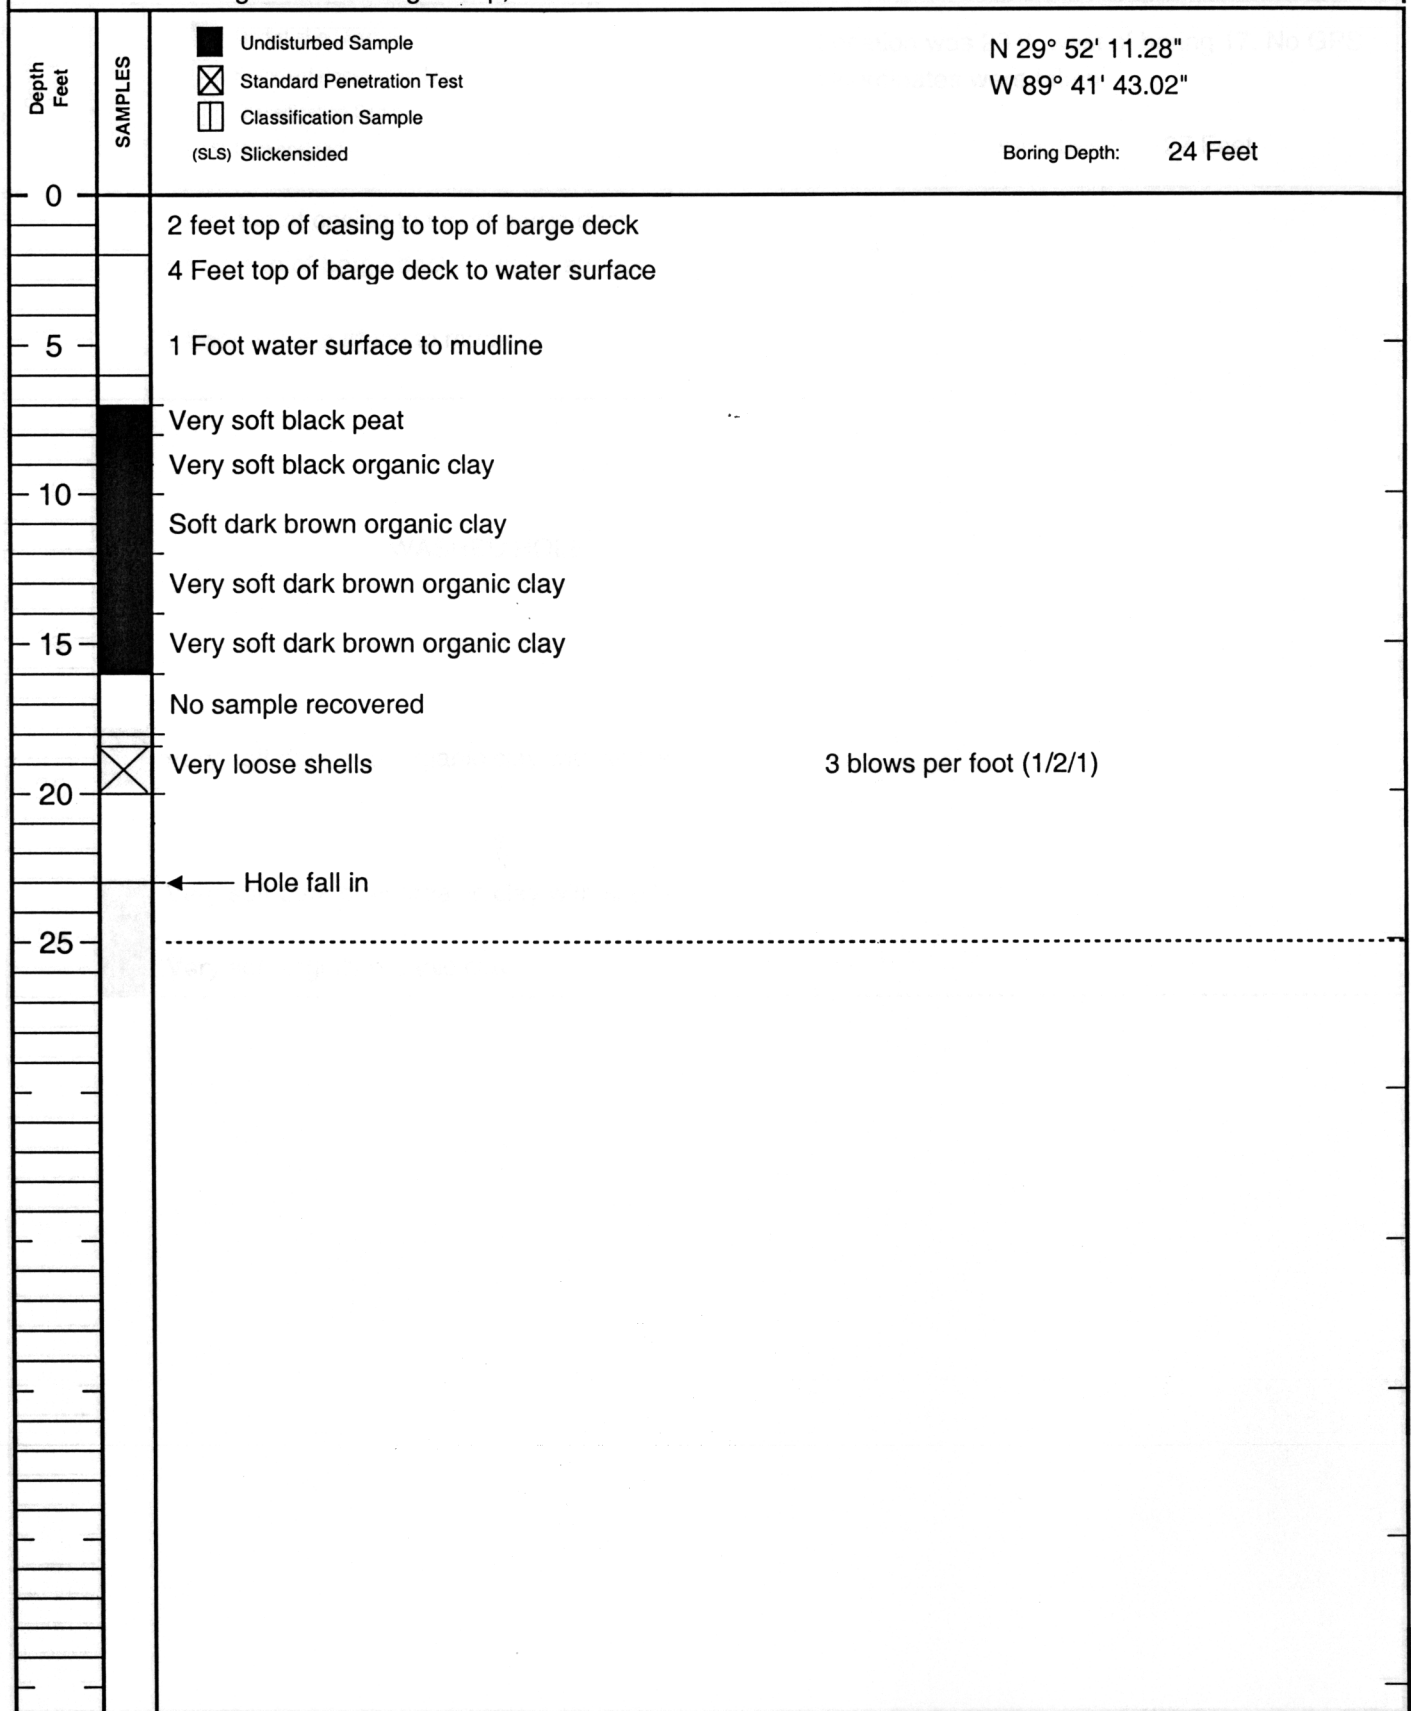 Depth
Feet
SAMPLES
Undisturbed Sample
Standard Penetration Test
Classification Sample
(SLS) Slickensided
N 29° 52' 11.28"
W 89° 41' 43.02"
Boring Depth: 24 Feet
0
2 feet top of casing to top of barge deck
4 Feet top of barge deck to water surface
5
1 Foot water surface to mudline
Very soft black peat
Very soft black organic clay
10
Soft dark brown organic clay
Very soft dark brown organic clay
15
Very soft dark brown organic clay
No sample recovered
Very loose shells 3 blows per foot (1/2/1)
20
Hole fall in
25